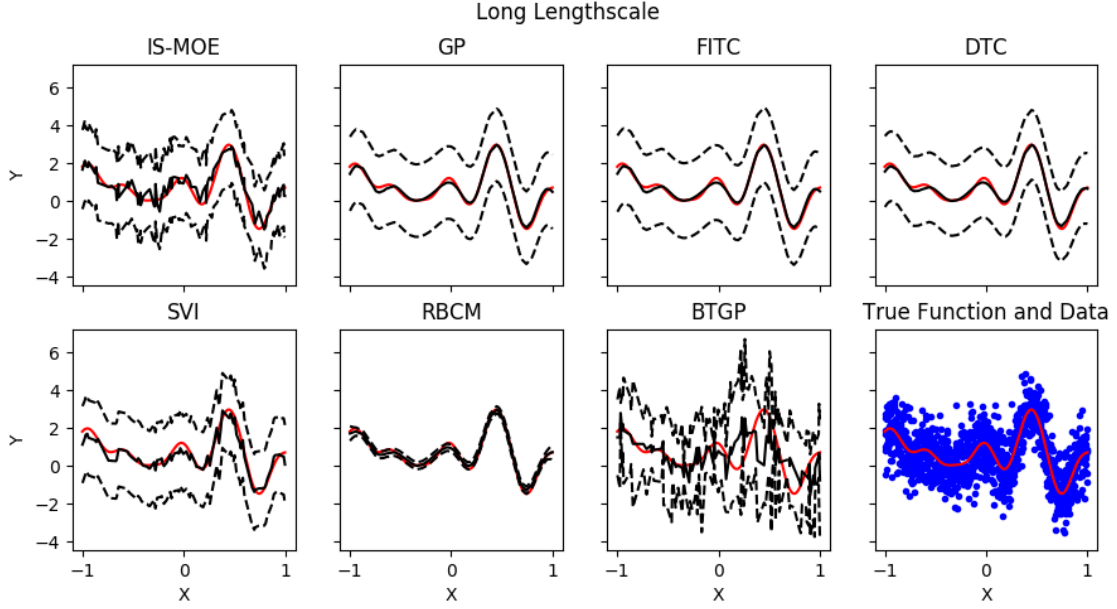 Long Lengthscale
IS-MOE GP FITC DTC
6
4
2
0
−2
−4
Y
SVI RBCM BTGP True Function and Data
6
4
2
0
−2
−4
Y
−1 0 1 −1 0 1 −1 0 1 −1 0 1
X X X X